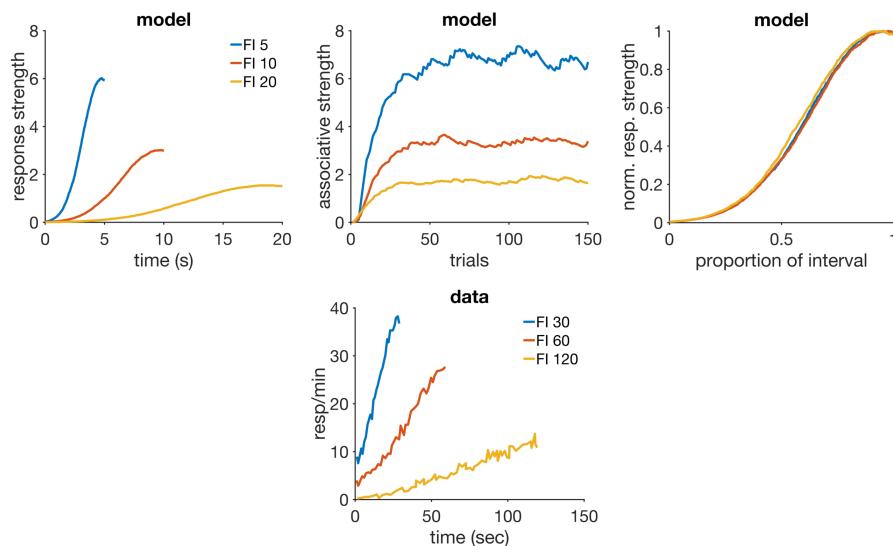 model
response strength
8
6
4
2
0
FI 5
FI 10
FI 20
0
5
10
15
20
time (s)
model
associative strength
8
6
4
2
0
0
50
100
150
trials
model
norm. resp. strength
1
0.8
0.6
0.4
0.2
0
0
0.5
1
proportion of interval
data
resp/min
40
30
20
10
0
FI 30
FI 60
FI 120
0
50
100
150
time (sec)